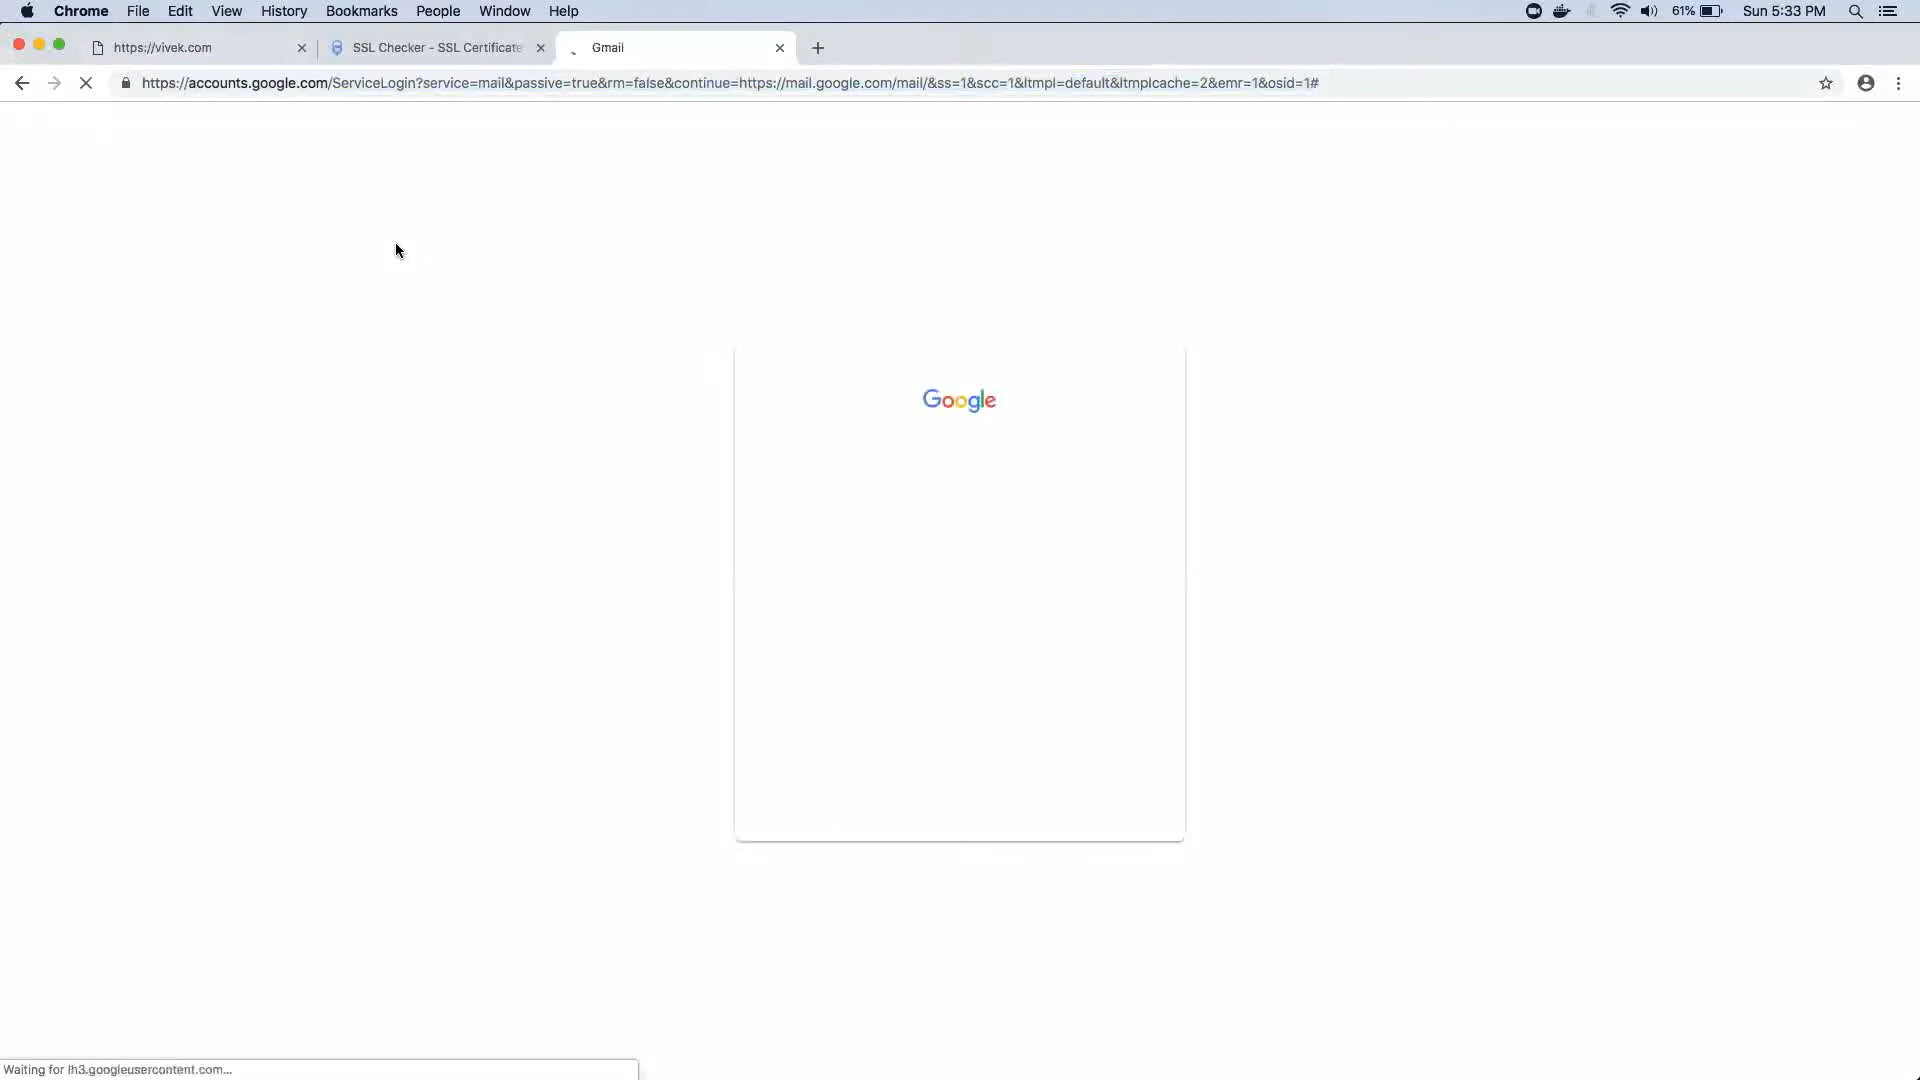 Chrome File Edit View History Bookmarks People Window Help 61% Sun 5:33 PM
https://vivek.com SSL Checker - SSL Certificate Gmail
https://accounts.google.com/ServiceLogin?service=mail&passive=true&rm=false&continue=https://mail.google.com/mail/&ss=1&scc=1&ltmpl=default&ltmplcache=2&emr=1&osid=1#
Google
Waiting for lh3.googleusercontent.com...